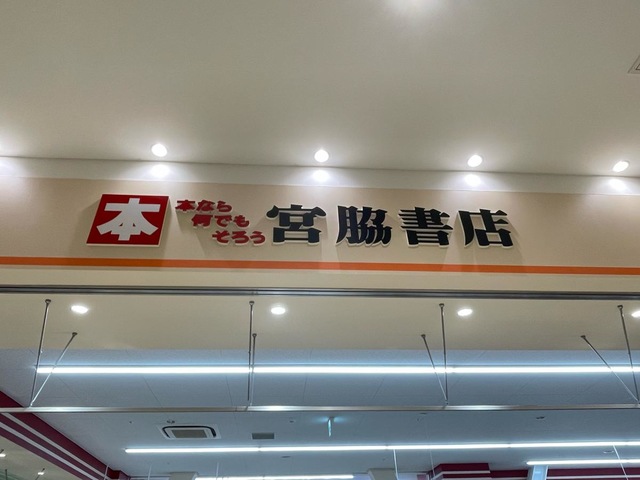 本
本なら
何でも
そろう
宮脇書店